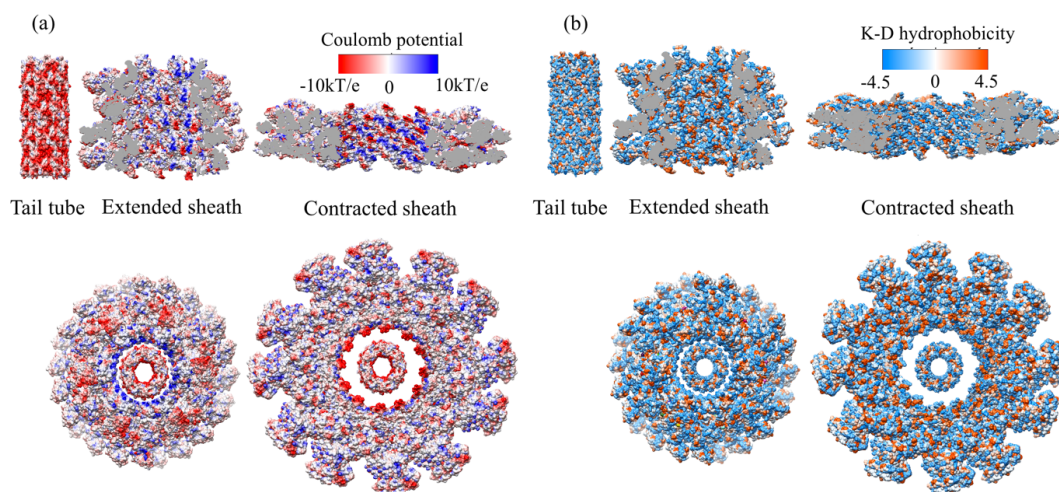 (a)
Coulomb potential
-10kT/e 0 10kT/e
Tail tube Extended sheath Contracted sheath
(b)
K-D hydrophobicity
-4.5 0 4.5
Tail tube Extended sheath Contracted sheath